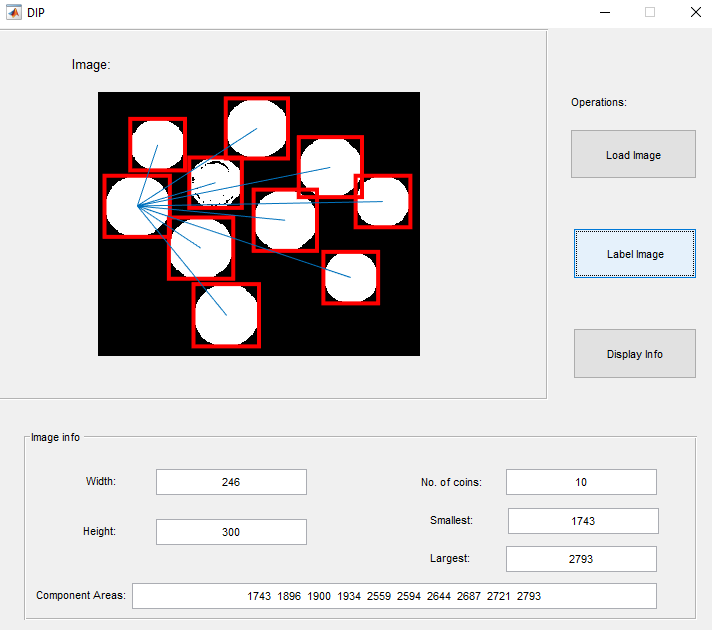 DIP
Image:
Operations:
Load Image
Label Image
Display Info
Image info
Width: 246
No. of coins: 10
Smallest: 1743
Height: 300
Largest: 2793
Component Areas: 1743 1896 1900 1934 2559 2594 2644 2687 2721 2793